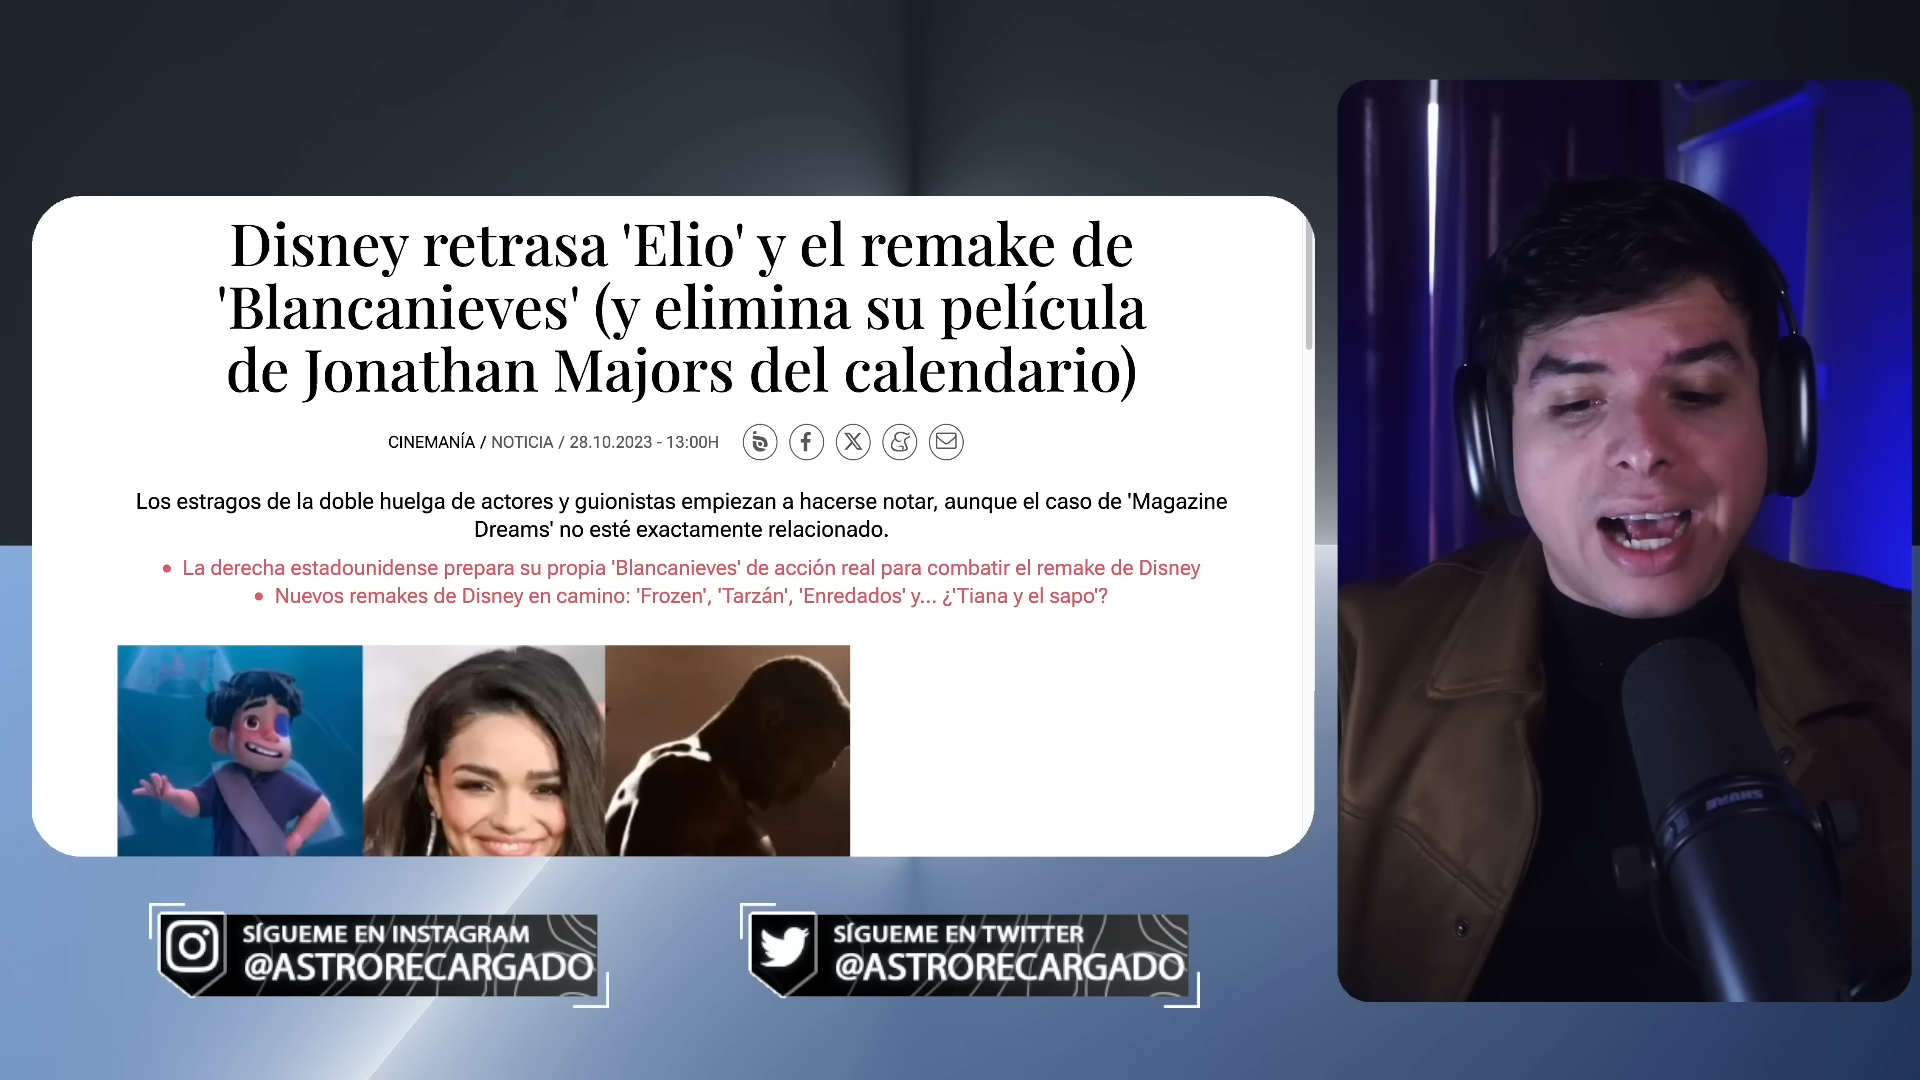 Disney retrasa 'Elio' y el remake de
'Blancanieves' (y elimina su película
de Jonathan Majors del calendario)
CINEMANÍA / NOTICIA / 28.10.2023 - 13:00H
Los estragos de la doble huelga de actores y guionistas empiezan a hacerse notar, aunque el caso de 'Magazine
Dreams' no esté exactamente relacionado.
• La derecha estadounidense prepara su propia 'Blancanieves' de acción real para combatir el remake de Disney
• Nuevos remakes de Disney en camino: 'Frozen', 'Tarzán', 'Enredados' y... ¿'Tiana y el sapo'?
SÍGUEME EN INSTAGRAM
@ASTRORECARGADO
SÍGUEME EN TWITTER
@ASTRORECARGADO
SHURE